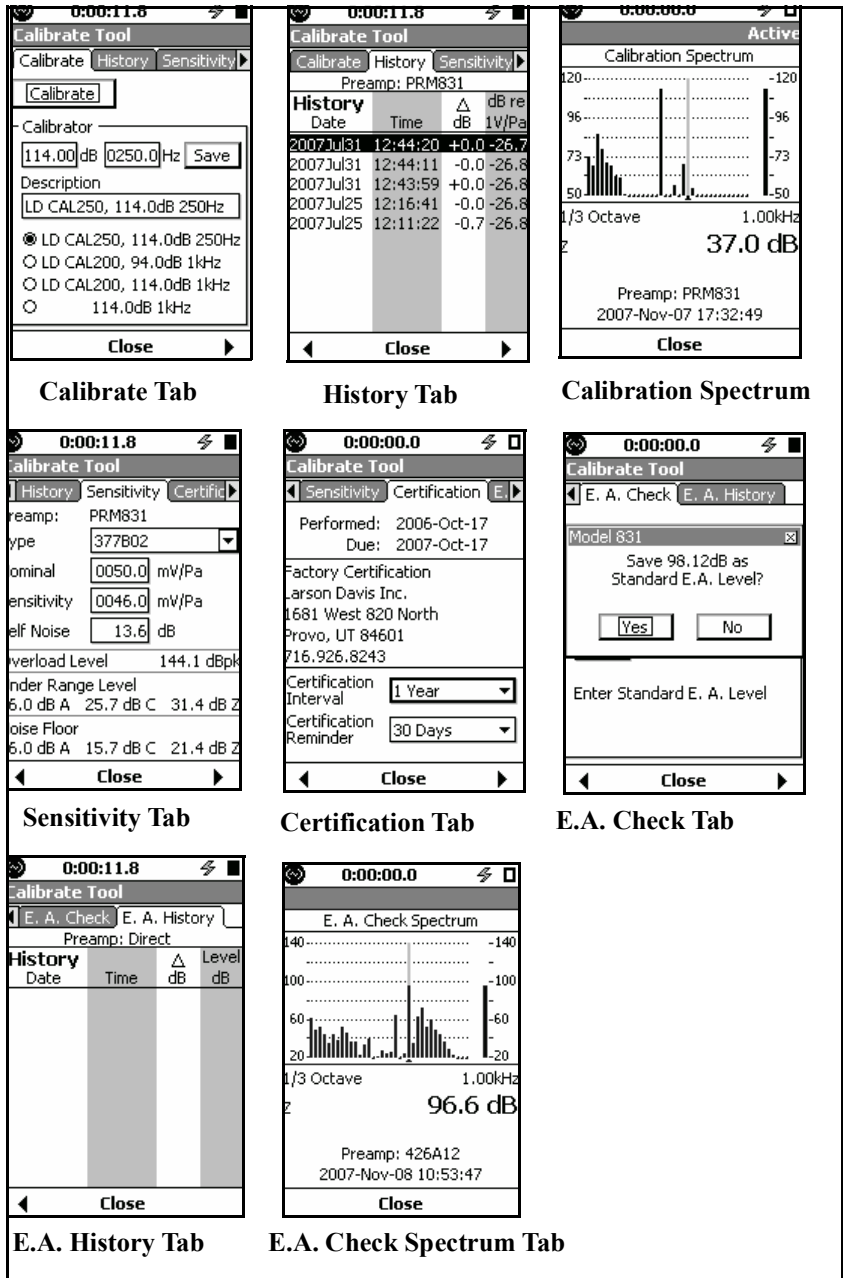 0:00:11.8
Calibrate Tool
Calibrate History Sensitivity
Calibrate
Calibrator
114.00 dB 0250.0 Hz Save
Description
LD CAL250, 114.0dB 250Hz
LD CAL250, 114.0dB 250Hz
LD CAL200, 94.0dB 1kHz
LD CAL200, 114.0dB 1kHz
114.0dB 1kHz
Close
Calibrate Tab
0:00:11.8
Calibrate Tool
Calibrate History Sensitivity
Preamp: PRM831
History Δ dB re
Date Time dB 1V/Pa
2007Jul31 12:44:20 +0.0 -26.7
2007Jul31 12:44:11 -0.0 -26.8
2007Jul31 12:43:59 +0.0 -26.8
2007Jul25 12:16:41 -0.0 -26.8
2007Jul25 12:11:22 -0.7 -26.8
Close
History Tab
0:00:00.0
Active
Calibration Spectrum
120 -120
96 -96
73 -73
50 -50
1/3 Octave 1.00kHz
Z 37.0 dB
Preamp: PRM831
2007-Nov-07 17:32:49
Close
Calibration Spectrum
0:00:11.8
Calibrate Tool
History Sensitivity Certific
reamp: PRM831
ype 377B02
ominal 0050.0 mV/Pa
ensitivity 0046.0 mV/Pa
elf Noise 13.6 dB
verload Level 144.1 dBpk
nder Range Level
6.0 dB A 25.7 dB C 31.4 dB Z
oise Floor
6.0 dB A 15.7 dB C 21.4 dB Z
Close
Sensitivity Tab
0:00:00.0
Calibrate Tool
Sensitivity Certification E.
Performed: 2006-Oct-17
Due: 2007-Oct-17
Factory Certification
Larson Davis Inc.
1681 West 820 North
Provo, UT 84601
716.926.8243
Certification Interval 1 Year
Certification Reminder 30 Days
Close
Certification Tab
0:00:00.0
Calibrate Tool
E. A. Check E. A. History
Model 831
Save 98.12dB as
Standard E.A. Level?
Yes No
Enter Standard E. A. Level
Close
E.A. Check Tab
0:00:11.8
Calibrate Tool
E. A. Check E. A. History
Preamp: Direct
History Δ Level
Date Time dB dB
Close
E.A. History Tab
0:00:00.0
E. A. Check Spectrum
140 -140
100 -100
60 -60
20 -20
1/3 Octave 1.00kHz
Z 96.6 dB
Preamp: 426A12
2007-Nov-08 10:53:47
Close
E.A. Check Spectrum Tab